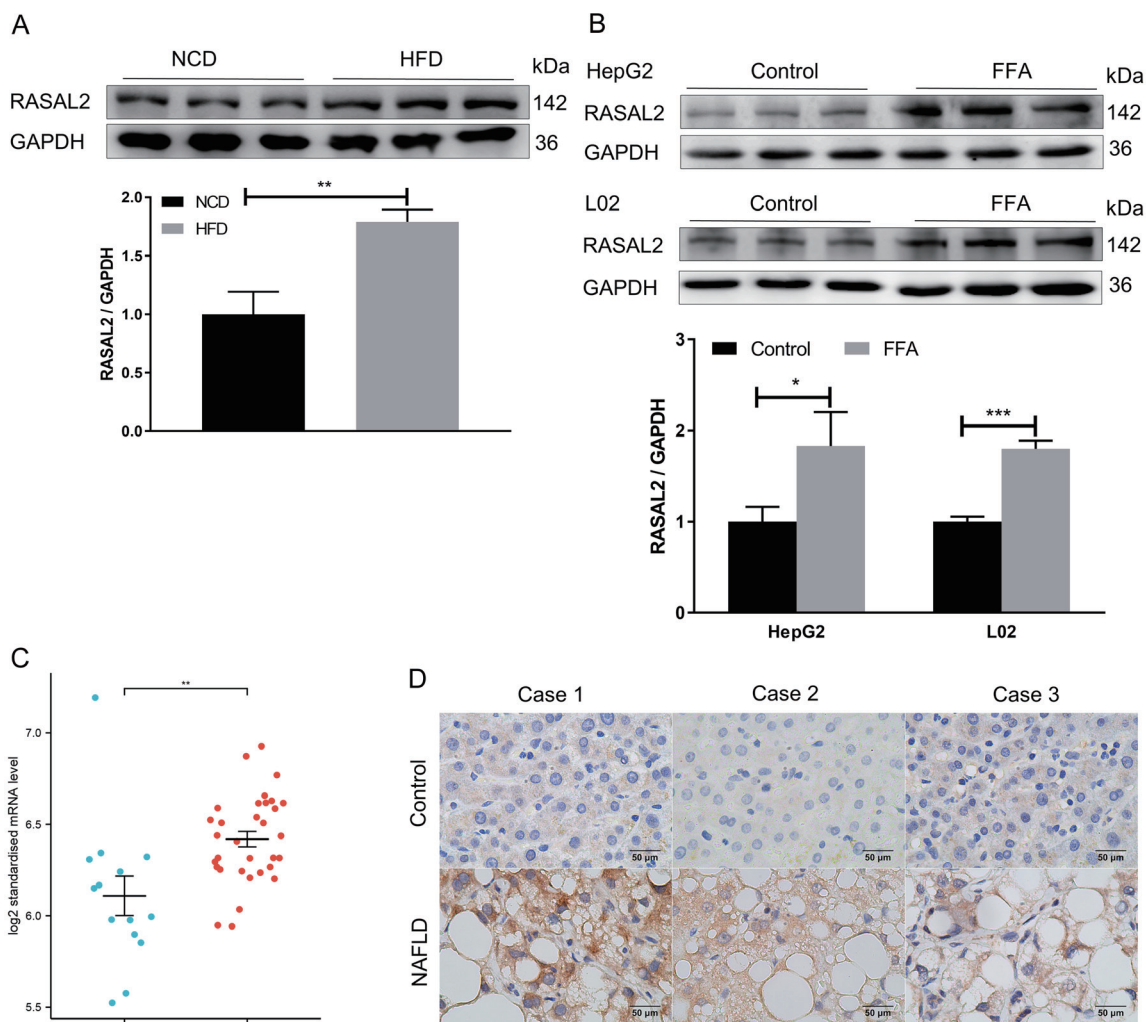 A
NCD HFD kDa
RASAL2 142
GAPDH 36
**
NCD
HFD
RASAL2 / GAPDH
2.0
1.5
1.0
0.5
0.0
B
HepG2 Control FFA kDa
RASAL2 142
GAPDH 36
L02 Control FFA kDa
RASAL2 142
GAPDH 36
Control FFA
RASAL2 / GAPDH
3
2
1
0
* ***
HepG2 L02
C
**
log2 standardised mRNA level
7.0
6.5
6.0
5.5
D
Case 1 Case 2 Case 3
Control
50 µm 50 µm 50 µm
NAFLD
50 µm 50 µm 50 µm